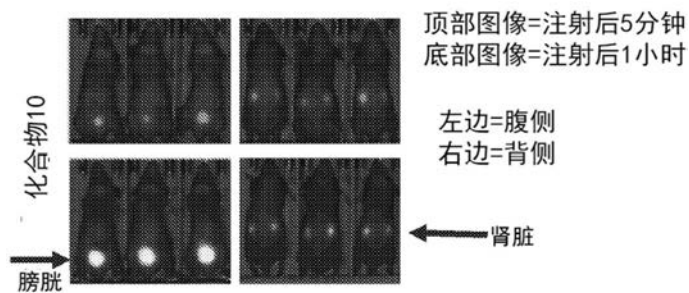 顶部图像=注射后5分钟
底部图像=注射后1小时
左边=腹侧
右边=背侧
化合物10
肾脏
膀胱